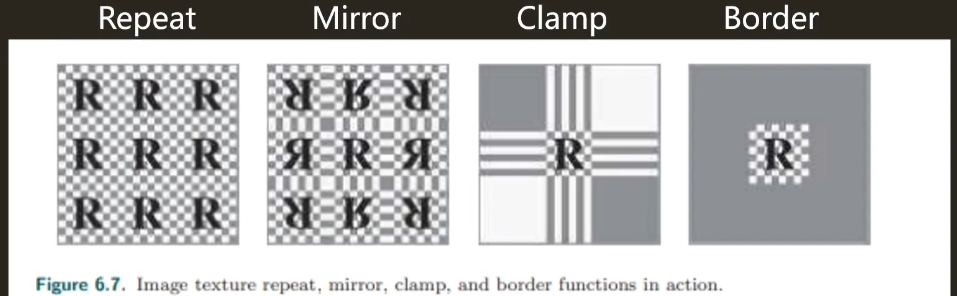 Repeat Mirror Clamp Border
R R R R R R
R R R R R R R R
R R R R R R
Figure 6.7. Image texture repeat, mirror, clamp, and border functions in action.